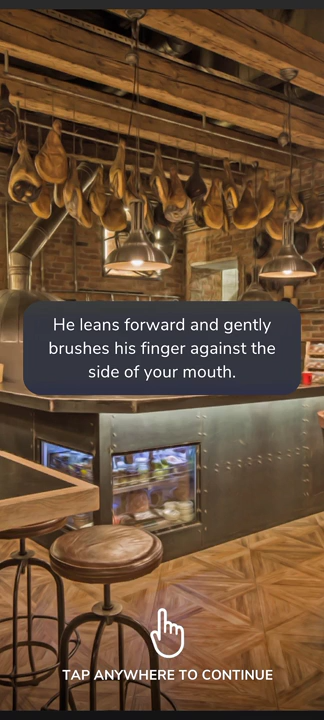 He leans forward and gently
brushes his finger against the
side of your mouth.
TAP ANYWHERE TO CONTINUE